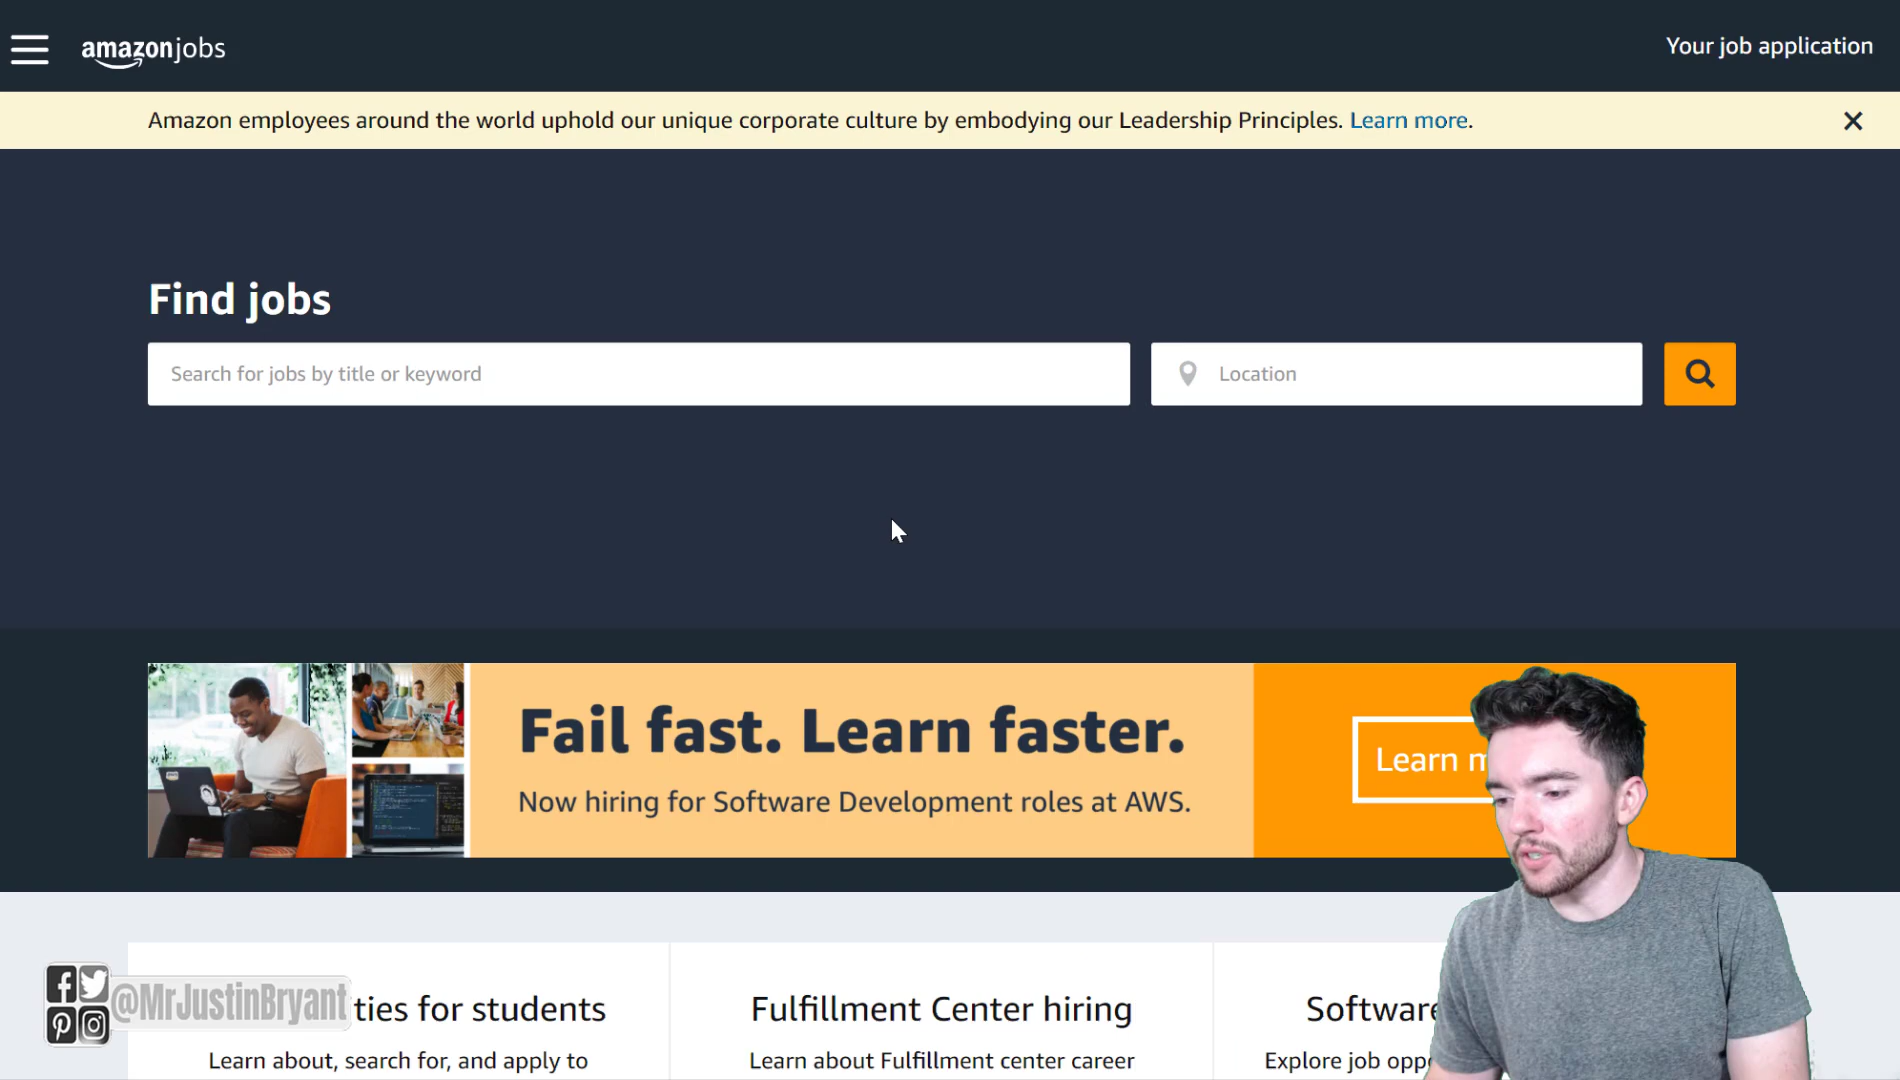 amazonjobs
Your job application
Amazon employees around the world uphold our unique corporate culture by embodying our Leadership Principles. Learn more.
Find jobs
Search for jobs by title or keyword
Location
Fail fast. Learn faster.
Now hiring for Software Development roles at AWS.
Learn m
@MrJustinBryant
ties for students
Fulfillment Center hiring
Software
Learn about, search for, and apply to
Learn about Fulfillment center career
Explore job oppo